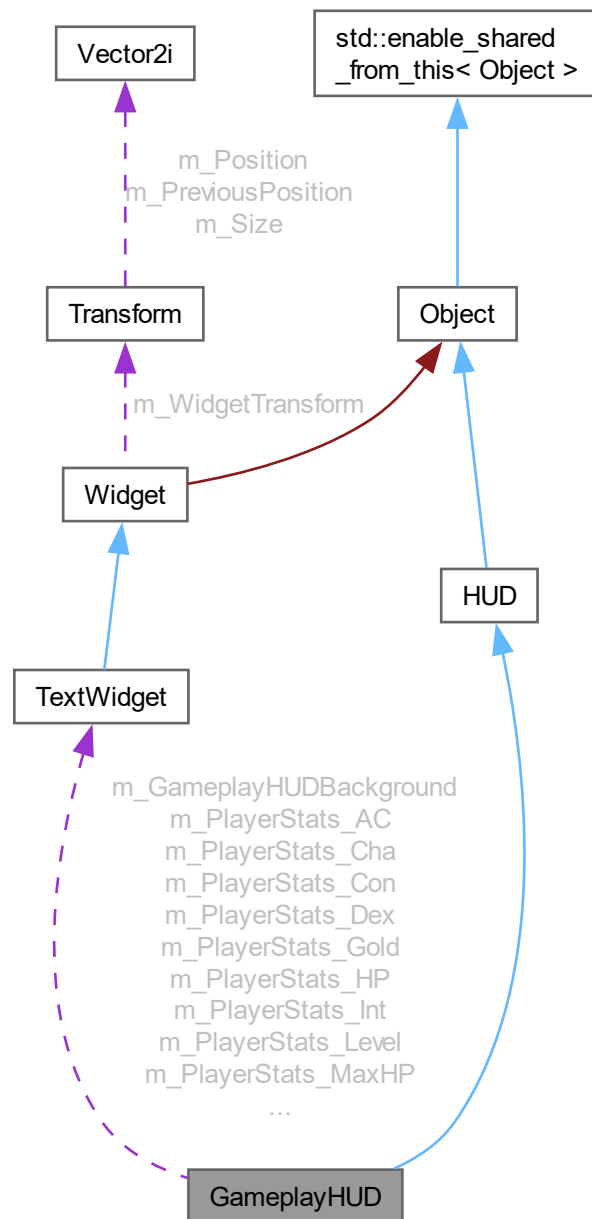 Vector2i
std::enable_shared
_from_this< Object >
m_Position
m_PreviousPosition
m_Size
Transform
Object
m_WidgetTransform
Widget
HUD
TextWidget
m_GameplayHUDBackground
m_PlayerStats_AC
m_PlayerStats_Cha
m_PlayerStats_Con
m_PlayerStats_Dex
m_PlayerStats_Gold
m_PlayerStats_HP
m_PlayerStats_Int
m_PlayerStats_Level
m_PlayerStats_MaxHP
...
GameplayHUD